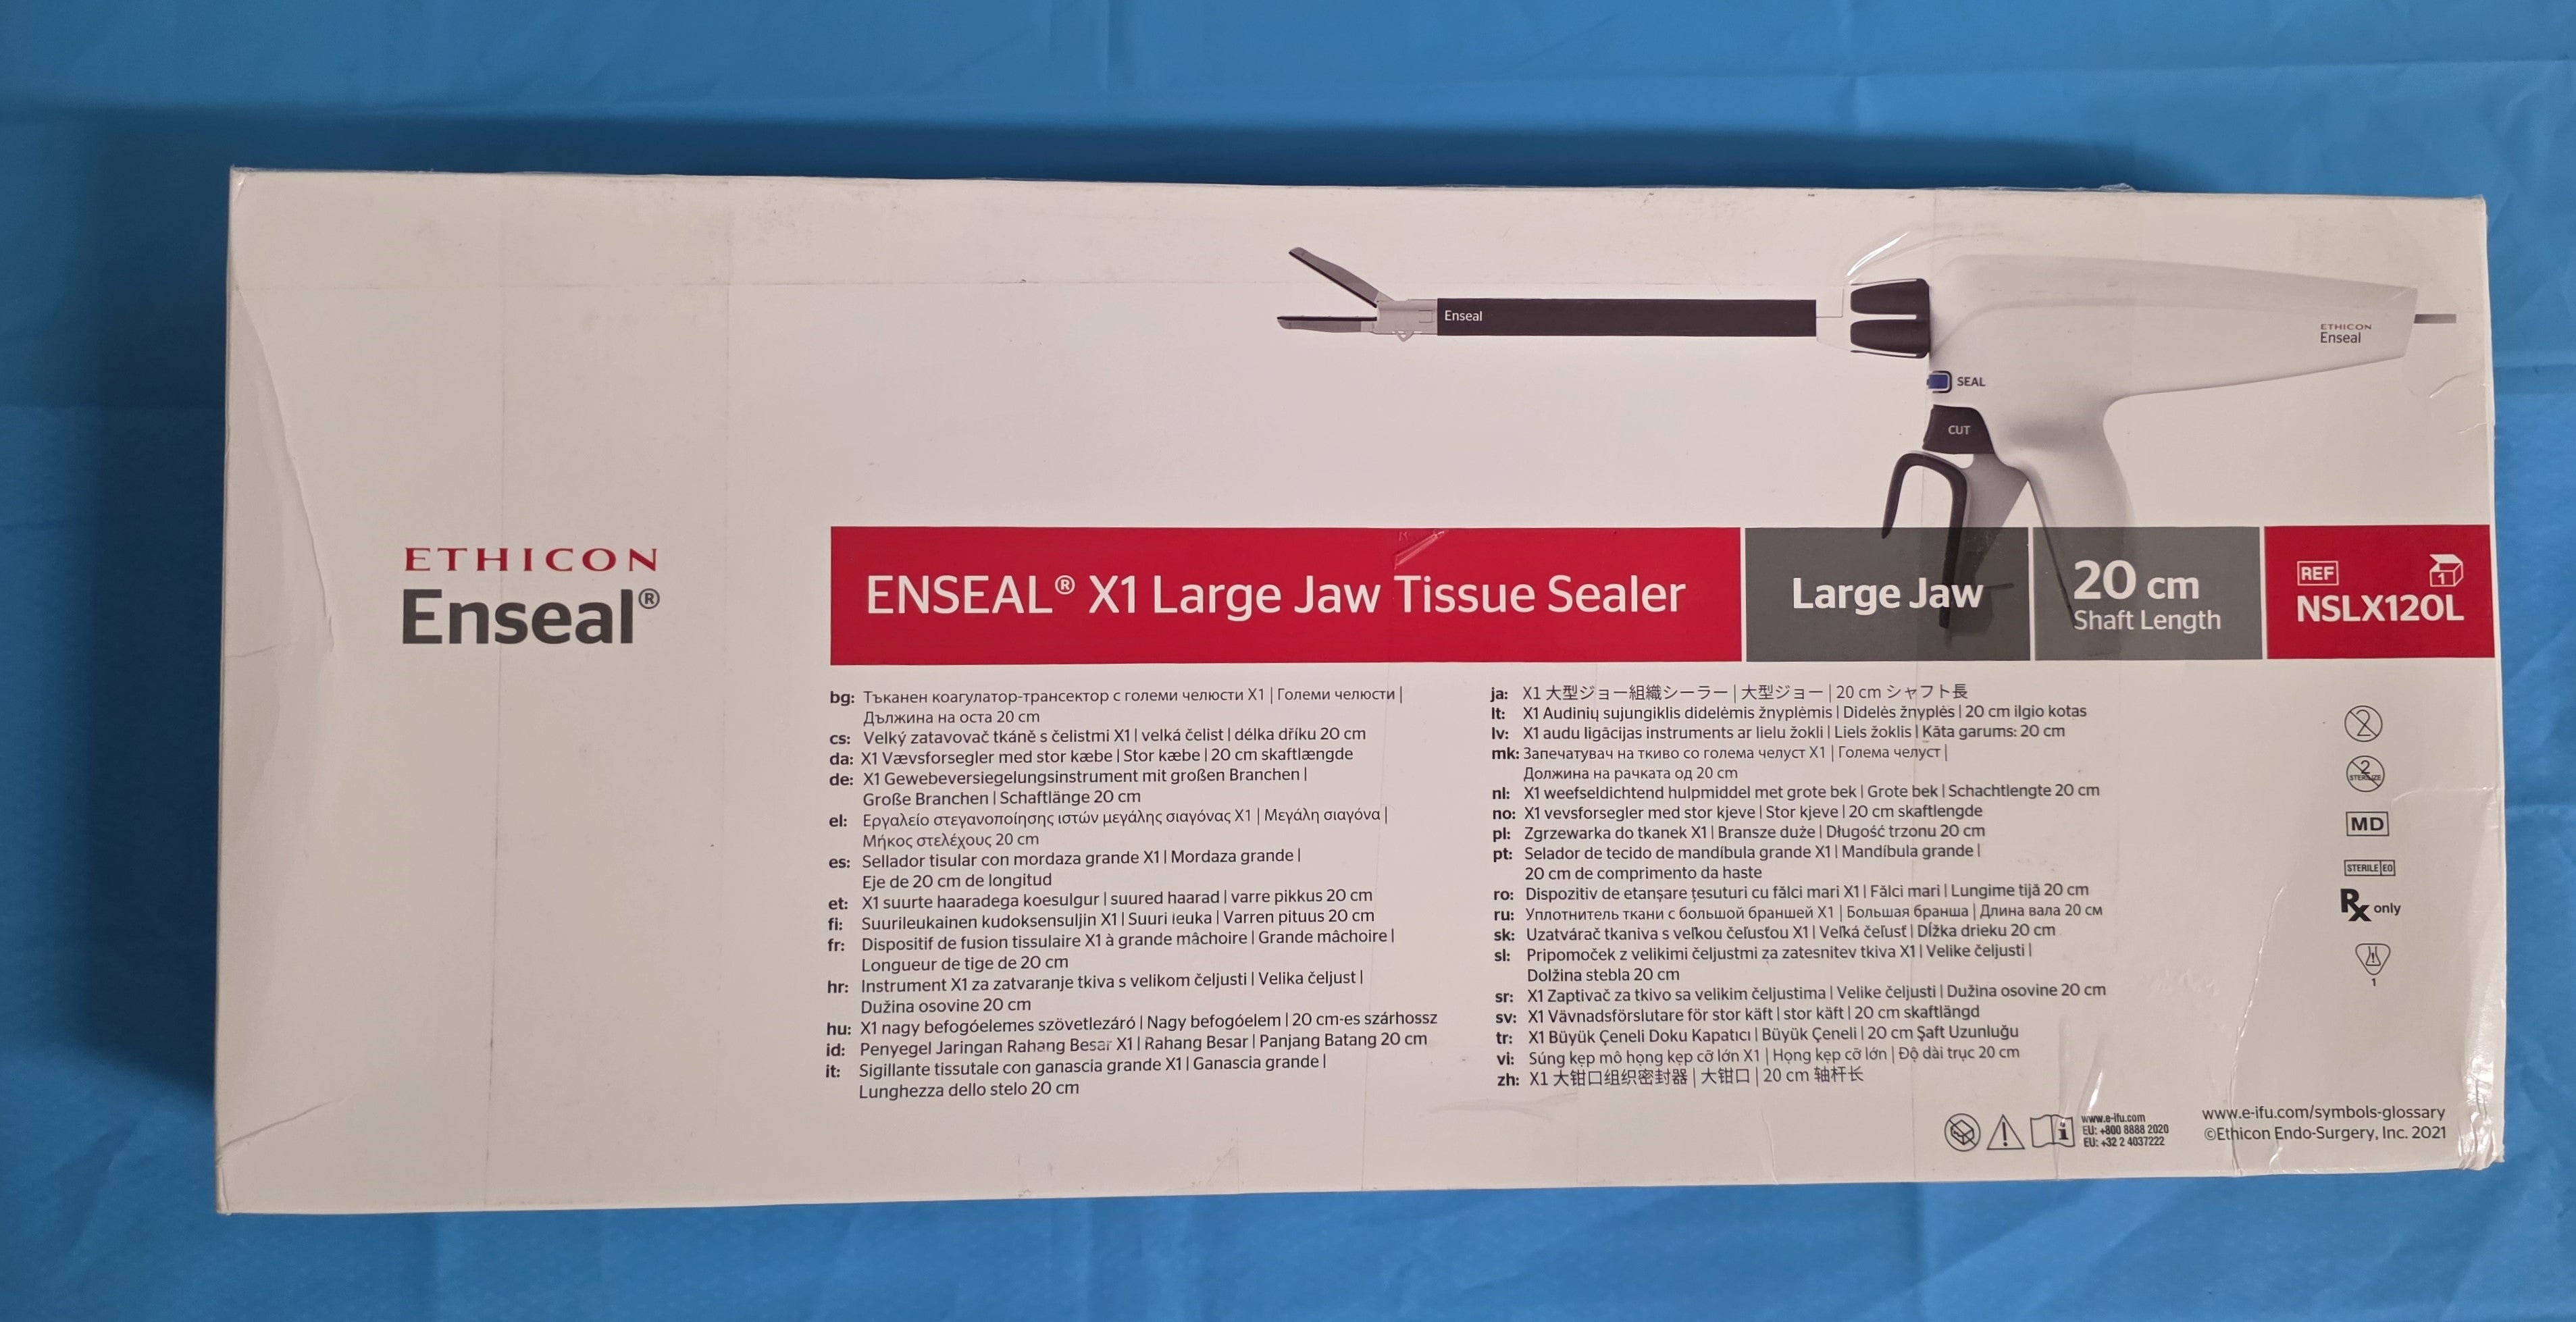 Enseal
ETHICON
Enseal
SEAL
CUT
ETHICON
Enseal®
ENSEAL® X1 Large Jaw Tissue Sealer
Large Jaw
20 cm
Shaft Length
REF
1
NSLX120L
bg: Тъканен коагулатор-трансектор с големи челюсти X1 | Големи челюсти |
Дължина на оста 20 cm
cs: Velký zatavovač tkáně s čelistmi X1 | velká čelist | délka dříku 20 cm
da: X1 Vævsforsegler med stor kæbe | Stor kæbe | 20 cm skaftlængde
de: X1 Gewebeversiegelungsinstrument mit großen Branchen |
Große Branchen | Schaftlänge 20 cm
el: Εργαλείο στεγανοποίησης ιστών μεγάλης σιαγόνας X1 | Μεγάλη σιαγόνα |
Μήκος στελέχους 20 cm
es: Sellador tisular con mordaza grande X1 | Mordaza grande |
Eje de 20 cm de longitud
et: X1 suurte haaradega koesulgur | suured haarad | varre pikkus 20 cm
fi: Suurileukainen kudoksensuljin X1 | Suuri leuka | Varren pituus 20 cm
fr: Dispositif de fusion tissulaire X1 à grande mâchoire | Grande mâchoire |
Longueur de tige de 20 cm
hr: Instrument X1 za zatvaranje tkiva s velikom čeljusti | Velika čeljust |
Dužina osovine 20 cm
hu: X1 nagy befogóelemes szövetlezáró | Nagy befogóelem | 20 cm-es szárhossz
id: Penyegel Jaringan Rahang Besar X1 | Rahang Besar | Panjang Batang 20 cm
it: Sigillante tissutale con ganascia grande X1 | Ganascia grande |
Lunghezza dello stelo 20 cm
ja: X1 大型ジョー組織シーラー | 大型ジョー | 20 cm シャフト長
lt: X1 Audinių sujungiklis didelėmis žnyplėmis | Didelės žnyplės | 20 cm ilgio kotas
lv: X1 audu ligācijas instruments ar lielu žokli | Liels žoklis | Kāta garums: 20 cm
mk: Запечатувач на ткиво со голема челуст X1 | Голема челуст |
Должина на рачката од 20 cm
nl: X1 weefseldichtend hulpmiddel met grote bek | Grote bek | Schachtlengte 20 cm
no: X1 vevsforsegler med stor kjeve | Stor kjeve | 20 cm skaftlengde
pl: Zgrzewarka do tkanek X1 | Bransze duże | Długość trzonu 20 cm
pt: Selador de tecido de mandíbula grande X1 | Mandíbula grande |
20 cm de comprimento da haste
ro: Dispozitiv de etanșare țesuturi cu fălci mari X1 | Fălci mari | Lungime tijă 20 cm
ru: Уплотнитель ткани с большой браншей X1 | Большая бранша | Длина вала 20 см
sk: Uzatvárač tkaniva s veľkou čeľusťou X1 | Veľká čeľusť | Dĺžka drieku 20 cm
sl: Pripomoček z velikimi čeljustmi za zatesnitev tkiva X1 | Velike čeljusti |
Dolžina stebla 20 cm
sr: X1 Zaptivač za tkivo sa velikim čeljustima | Velike čeljusti | Dužina osovine 20 cm
sv: X1 Vävnadsförslutare för stor käft | stor käft | 20 cm skaftlängd
tr: X1 Büyük Çeneli Doku Kapatıcı | Büyük Çeneli | 20 cm Şaft Uzunluğu
vi: Súng kẹp mô họng kẹp cỡ lớn X1 | Họng kẹp cỡ lớn | Độ dài trục 20 cm
zh: X1 大钳口组织密封器 | 大钳口 | 20 cm 轴杆长
2
2
STERILIZE
MD
STERILE EO
Rx only
1
www.e-ifu.com
EU: +800 8888 2020
EU: +32 2 4037222
www.e-ifu.com/symbols-glossary
©Ethicon Endo-Surgery, Inc. 2021